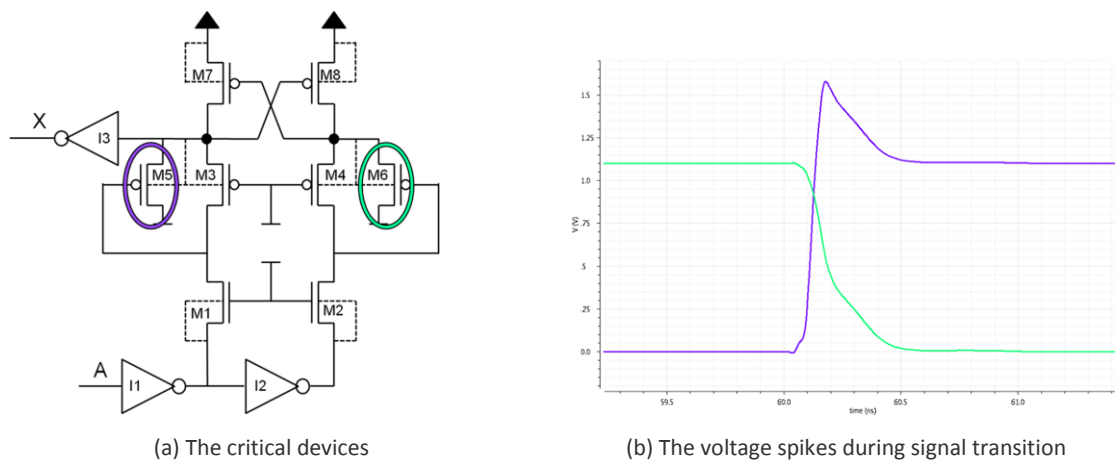 M7
M8
X
I3
M5
M3
M4
M6
M1
M2
A
I1
I2
1.5
1.25
1.0
.75
.5
.25
0.0
V (V)
59.5
60.0
60.5
61.0
time (ns)
(a) The critical devices
(b) The voltage spikes during signal transition